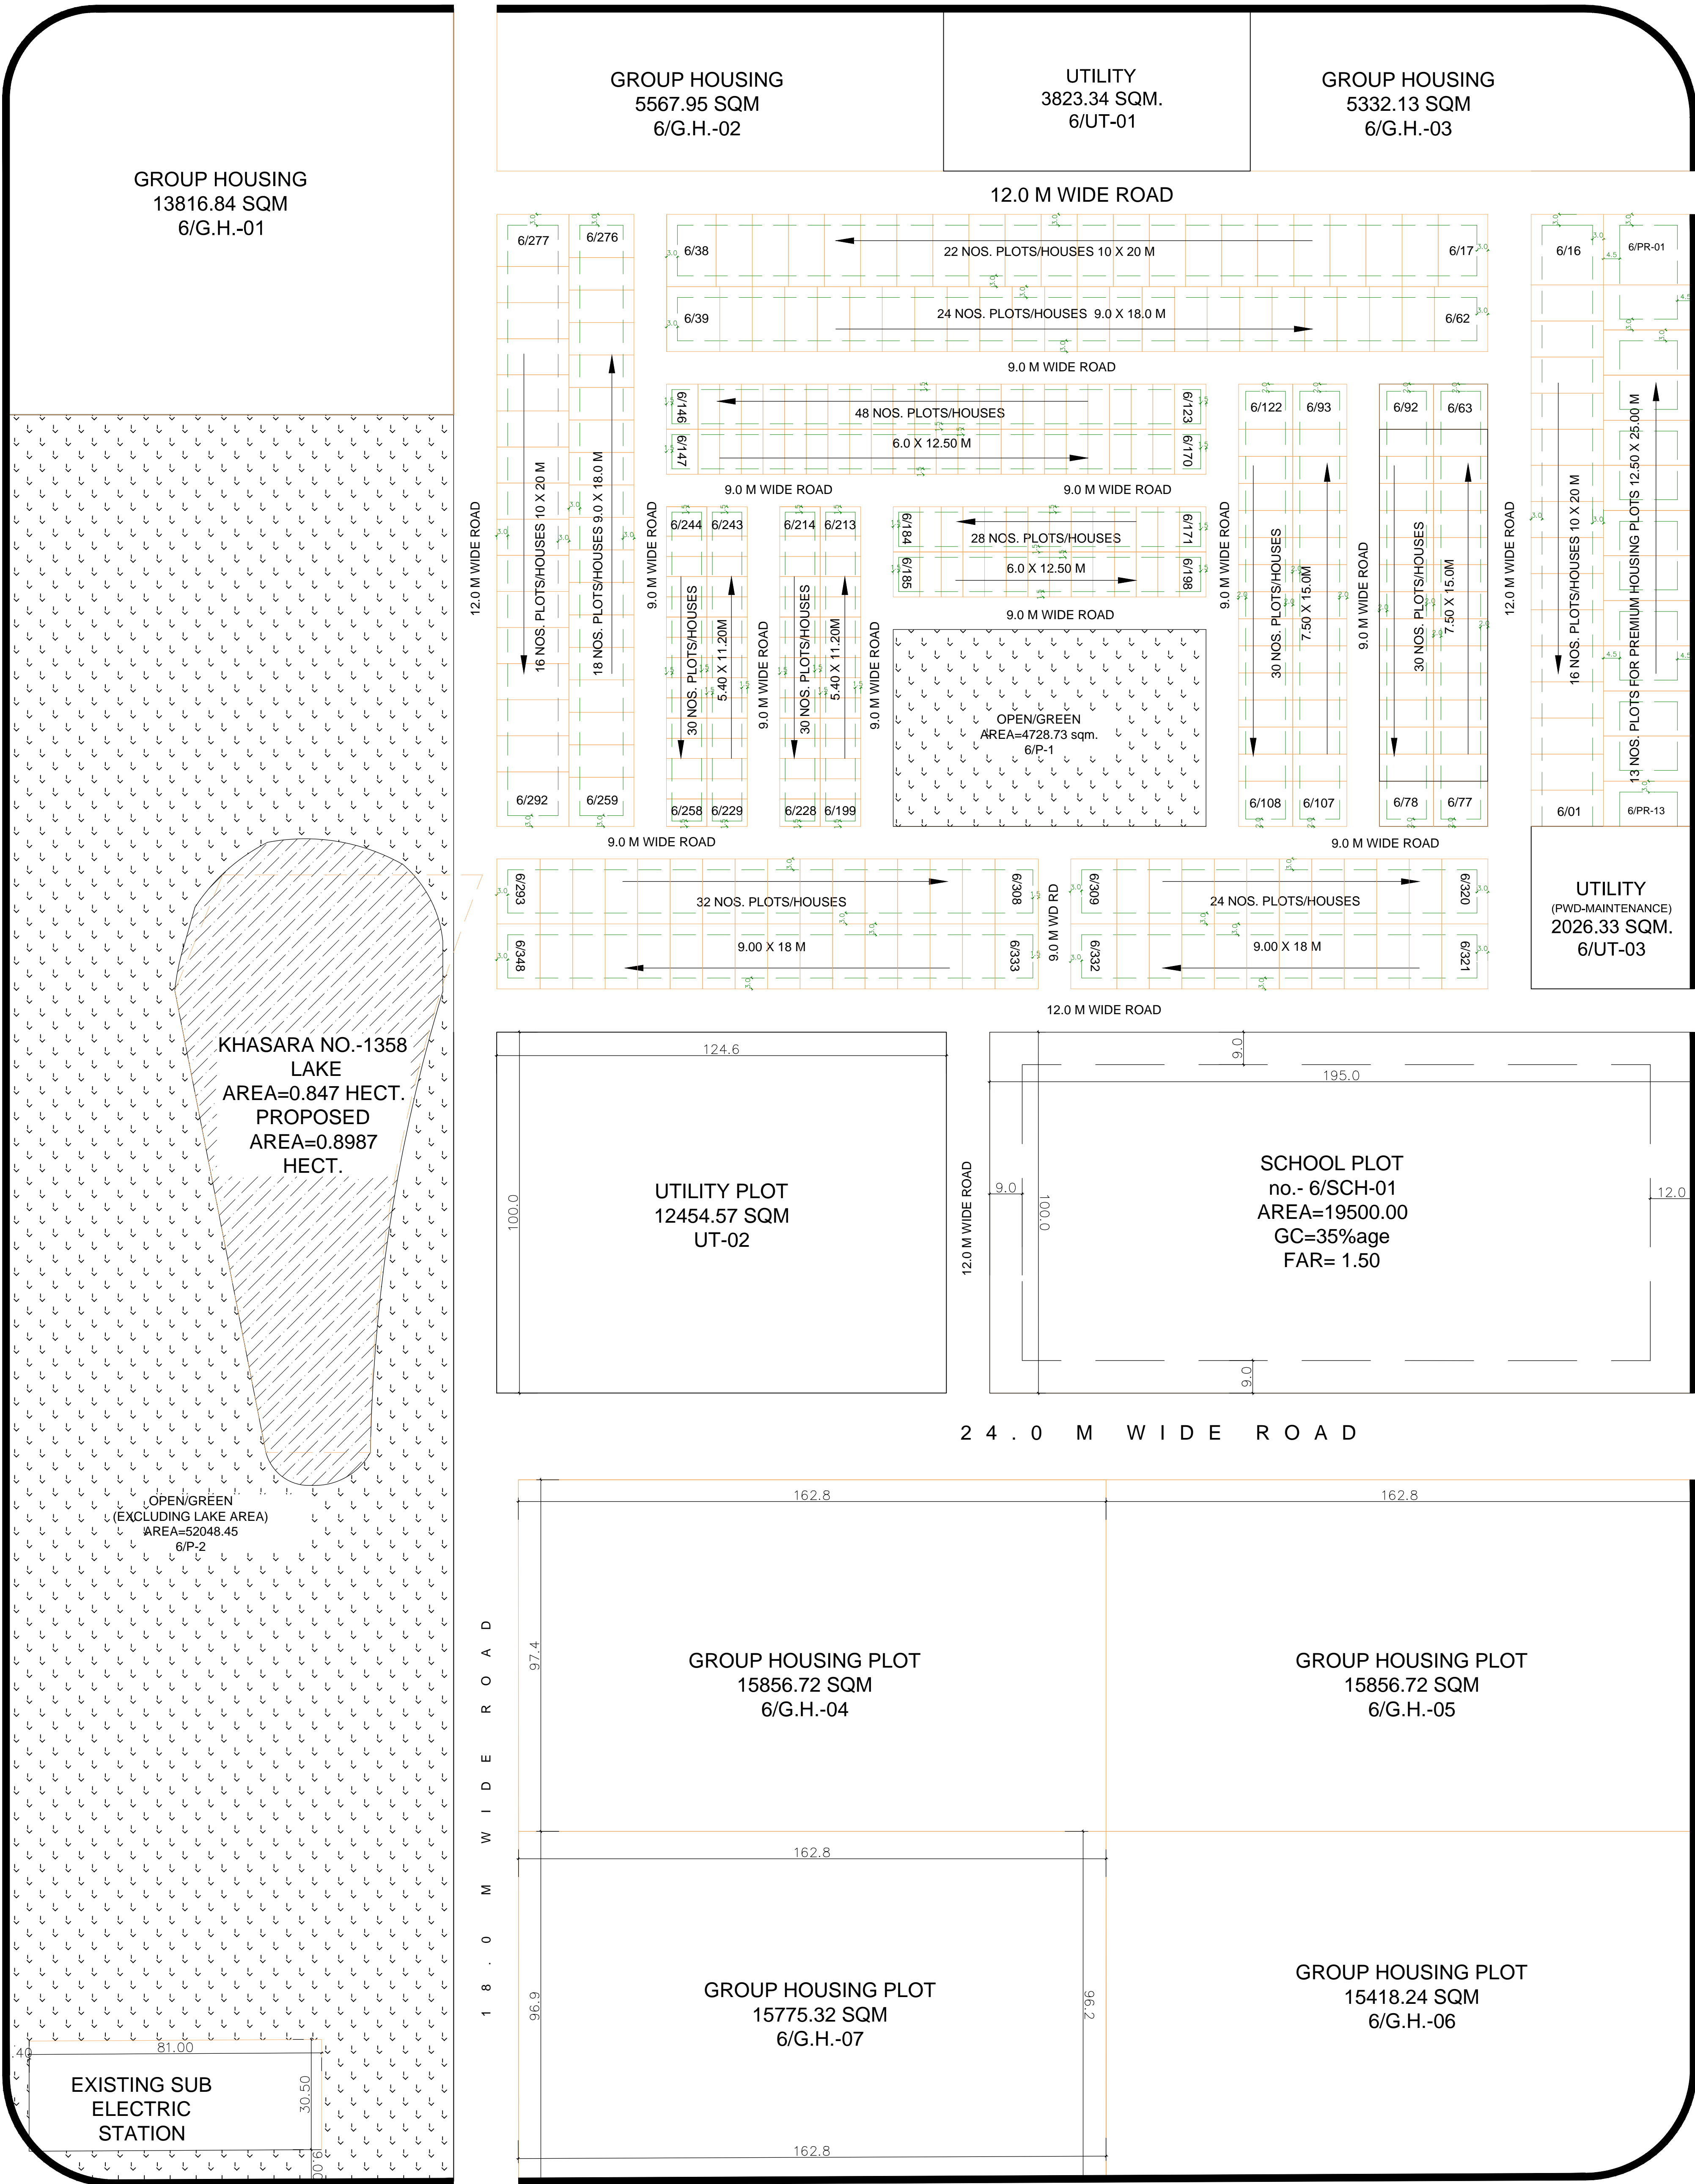 GROUP HOUSING
13816.84 SQM
6/G.H.-01
GROUP HOUSING
5567.95 SQM
6/G.H.-02
UTILITY
3823.34 SQM.
6/UT-01
GROUP HOUSING
5332.13 SQM
6/G.H.-03
12.0 M WIDE ROAD
6/277
6/276
16 NOS. PLOTS/HOUSES 10 X 20 M
18 NOS. PLOTS/HOUSES 9.0 X 18.0 M
6/292
6/259
12.0 M WIDE ROAD
9.0 M WIDE ROAD
6/38
22 NOS. PLOTS/HOUSES 10 X 20 M
6/17
6/39
24 NOS. PLOTS/HOUSES 9.0 X 18.0 M
6/62
9.0 M WIDE ROAD
6/146
48 NOS. PLOTS/HOUSES
6/123
6/147
6.0 X 12.50 M
6/170
9.0 M WIDE ROAD
9.0 M WIDE ROAD
6/244
6/243
30 NOS. PLOTS/HOUSES
5.40 X 11.20M
6/258
6/229
9.0 M WIDE ROAD
6/214
6/213
30 NOS. PLOTS/HOUSES
5.40 X 11.20M
6/228
6/199
9.0 M WIDE ROAD
6/184
28 NOS. PLOTS/HOUSES
6/171
6/185
6.0 X 12.50 M
6/198
9.0 M WIDE ROAD
OPEN/GREEN
AREA=4728.73 sqm.
6/P-1
9.0 M WIDE ROAD
6/122
6/93
30 NOS. PLOTS/HOUSES
7.50 X 15.0M
6/108
6/107
9.0 M WIDE ROAD
6/92
6/63
30 NOS. PLOTS/HOUSES
7.50 X 15.0M
6/78
6/77
12.0 M WIDE ROAD
6/16
6/PR-01
16 NOS. PLOTS/HOUSES 10 X 20 M
13 NOS. PLOTS FOR PREMIUM HOUSING PLOTS 12.50 X 25.00 M
6/01
6/PR-13
9.0 M WIDE ROAD
9.0 M WIDE ROAD
6/293
32 NOS. PLOTS/HOUSES
6/308
6/348
9.00 X 18 M
6/333
9.0 M WD RD
6/309
24 NOS. PLOTS/HOUSES
6/320
6/332
9.00 X 18 M
6/321
UTILITY
(PWD-MAINTENANCE)
2026.33 SQM.
6/UT-03
12.0 M WIDE ROAD
KHASARA NO.-1358
LAKE
AREA=0.847 HECT.
PROPOSED
AREA=0.8987
HECT.
124.6
100.0
UTILITY PLOT
12454.57 SQM
UT-02
12.0 M WIDE ROAD
9.0
195.0
9.0
100.0
12.0
SCHOOL PLOT
no.- 6/SCH-01
AREA=19500.00
GC=35%age
FAR= 1.50
9.0
24.0 M WIDE ROAD
OPEN/GREEN
(EXCLUDING LAKE AREA)
AREA=52048.45
6/P-2
18.0 M WIDE ROAD
162.8
162.8
97.4
GROUP HOUSING PLOT
15856.72 SQM
6/G.H.-04
GROUP HOUSING PLOT
15856.72 SQM
6/G.H.-05
162.8
96.9
96.2
GROUP HOUSING PLOT
15775.32 SQM
6/G.H.-07
GROUP HOUSING PLOT
15418.24 SQM
6/G.H.-06
162.8
81.00
30.50
EXISTING SUB
ELECTRIC
STATION